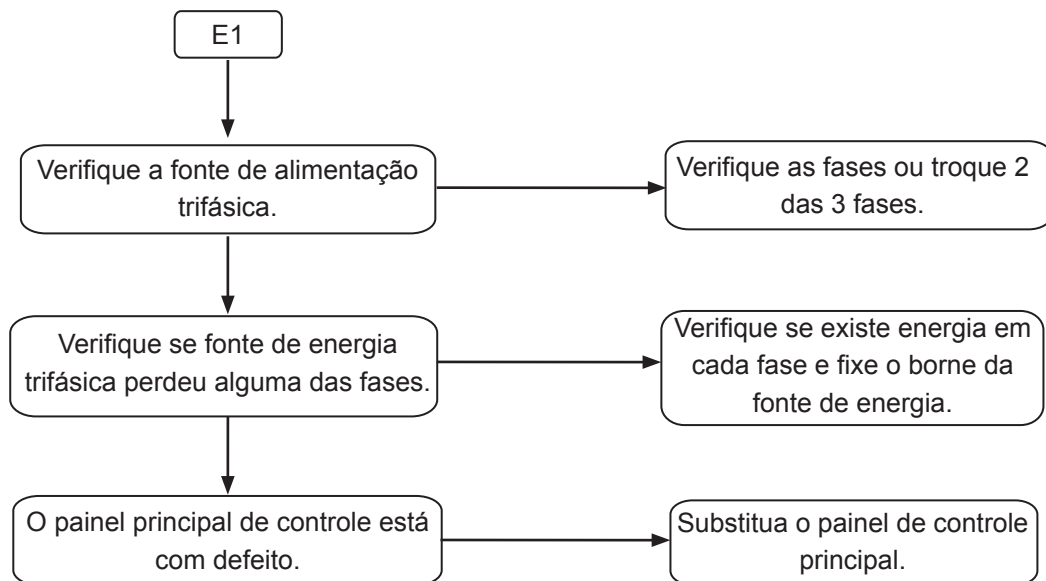 E1
Verifique a fonte de alimentação
trifásica.
Verifique as fases ou troque 2
das 3 fases.
Verifique se fonte de energia
trifásica perdeu alguma das fases.
Verifique se existe energia em
cada fase e fixe o borne da
fonte de energia.
O painel principal de controle está
com defeito.
Substitua o painel de controle
principal.